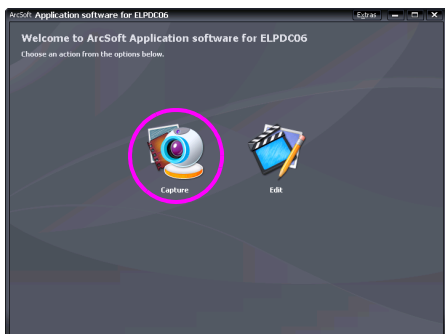 ArcSoft Application software for ELPDC06
Extras
Welcome to ArcSoft Application software for ELPDC06
Choose an action from the options below.
Capture
Edit